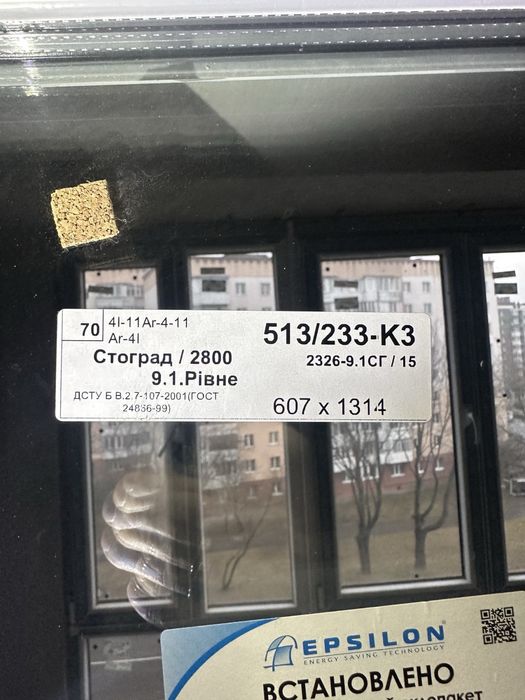 70
4I-11Ar-4-11
Ar-4I
513/233-K3
Стоград / 2800
2326-9.1СГ / 15
9.1.Рівне
ДСТУ Б В.2.7-107-2001(ГОСТ
24866-99)
607 x 1314
EPSILON
ENERGY SAVING TECHNOLOGY
ВСТАНОВЛЕНО